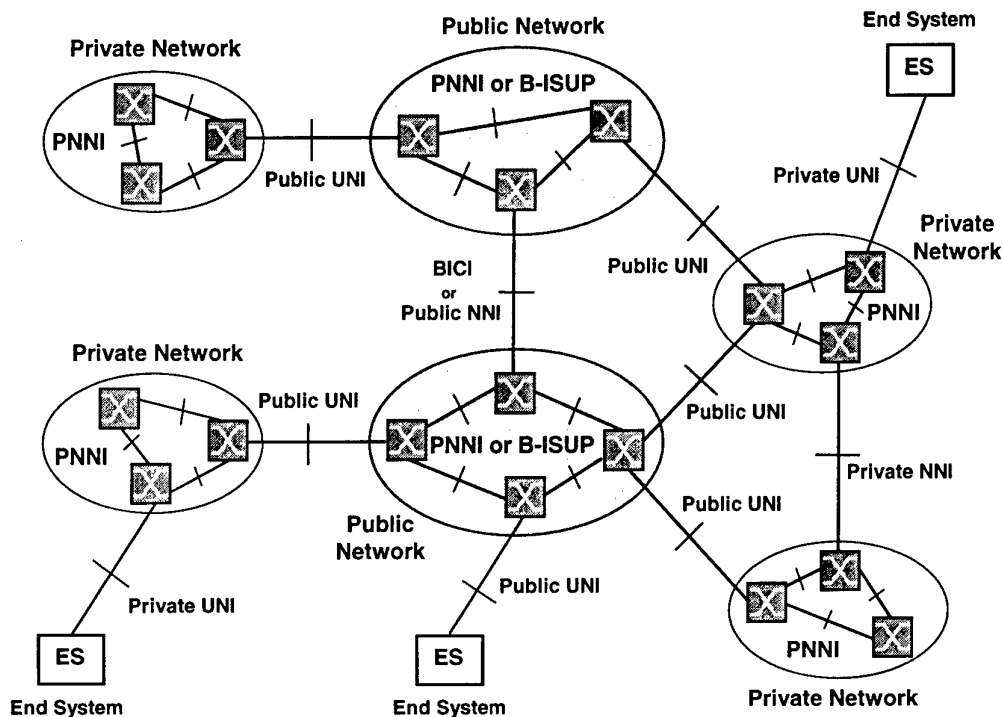 End System
Public Network
Private Network
ES
PNNI or B-ISUP
PNNI
Public UNI
Private UNI
Private
Network
Public UNI
BICI
or
Public NNI
PNNI
Private Network
Public UNI
Public UNI
PNNI or B-ISUP
PNNI
Private NNI
Public UNI
Public
Network
Public UNI
Private UNI
PNNI
ES
ES
Private Network
End System
End System